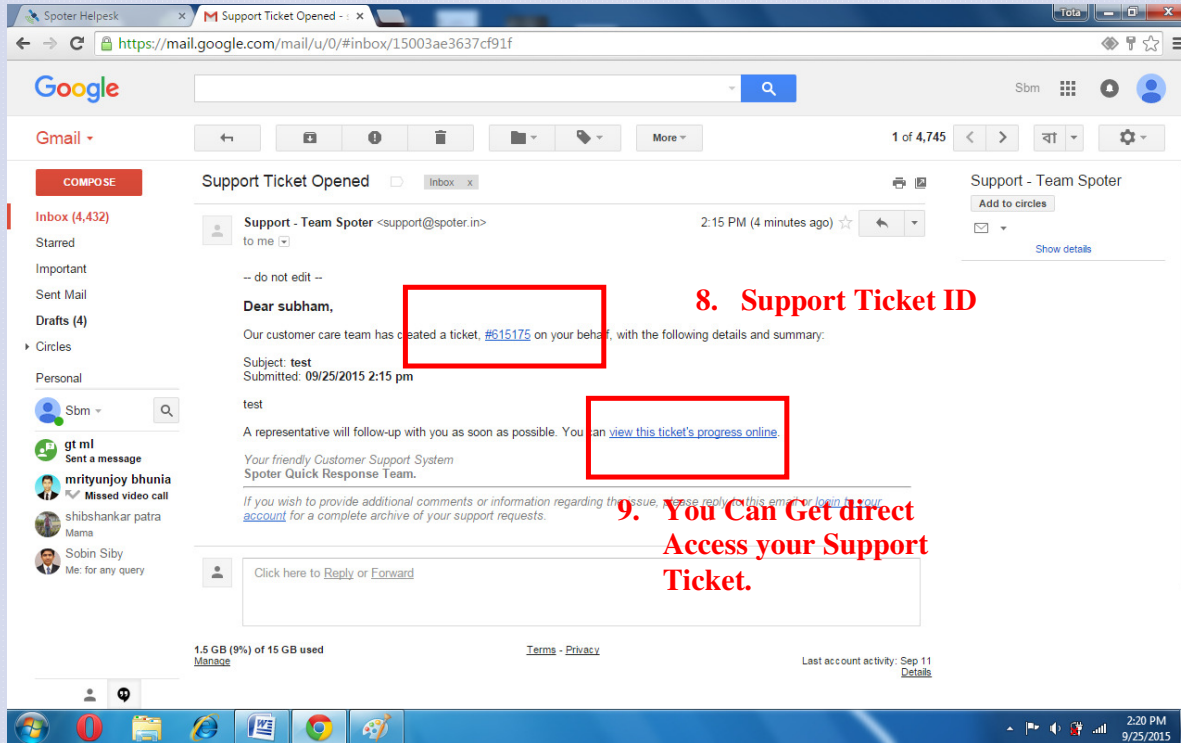 Spoter Helpesk x
Support Ticket Opened - s x
Tota
https://mail.google.com/mail/u/0/#inbox/15003ae3637cf91f
Google
Sbm
Gmail
More
1 of 4,745
বা
COMPOSE
Inbox (4,432)
Starred
Important
Sent Mail
Drafts (4)
Circles
Personal
Sbm
gt ml
Sent a message
mrityunjoy bhunia
Missed video call
shibshankar patra
Mama
Sobin Siby
Me: for any query
Support Ticket Opened
Inbox x
Support - Team Spoter <support@spoter.in>
2:15 PM (4 minutes ago)
to me
-- do not edit --
Dear subham,
Our customer care team has created a ticket, #615175 on your behalf, with the following details and summary:
Subject: test
Submitted: 09/25/2015 2:15 pm
test
A representative will follow-up with you as soon as possible. You can view this ticket's progress online.
Your friendly Customer Support System
Spoter Quick Response Team.
If you wish to provide additional comments or information regarding the issue, please reply to this email or login to your
account for a complete archive of your support requests.
8. Support Ticket ID
9. You Can Get direct
Access your Support
Ticket.
Click here to Reply or Forward
1.5 GB (9%) of 15 GB used
Manage
Terms - Privacy
Last account activity: Sep 11
Details
Support - Team Spoter
Add to circles
Show details
2:20 PM
9/25/2015